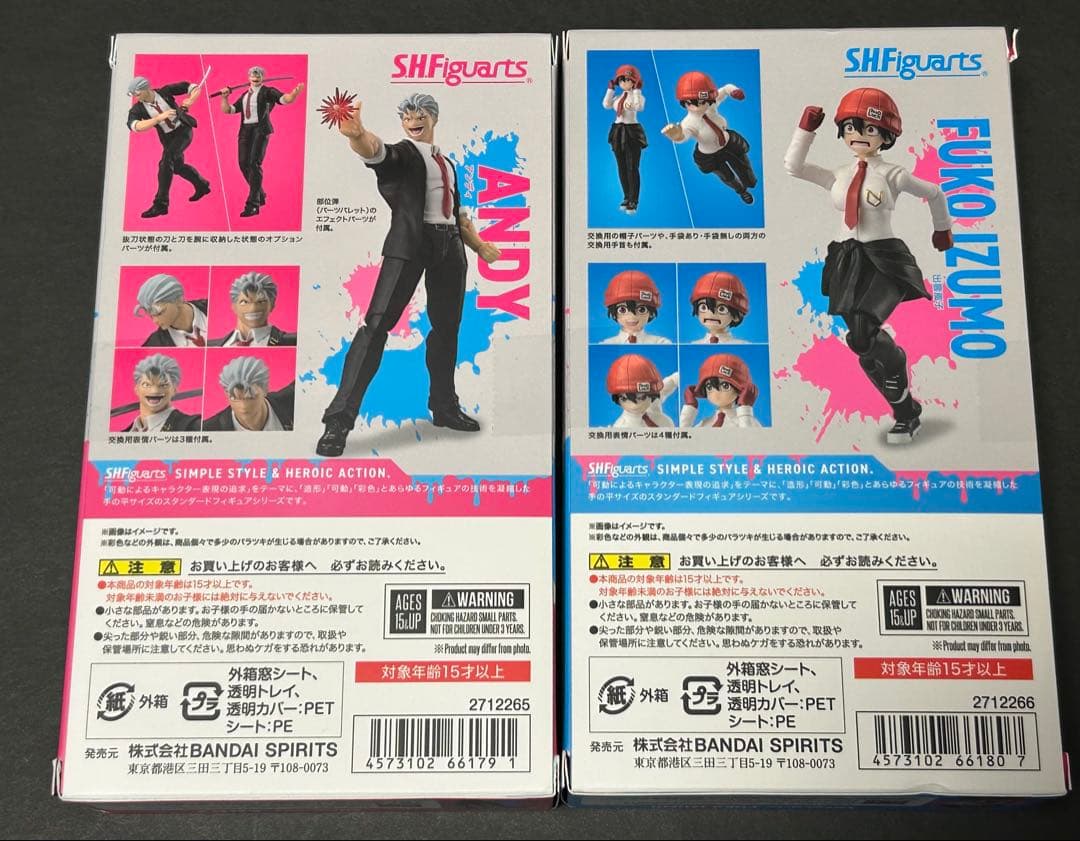 S.H.Figuarts®
ANDY
アンディ
部位弾
(パーツバレット)の
エフェクトパーツが
付属。
抜刀状態の刀と刀を腕に収納した状態のオプション
パーツが付属。
交換用表情パーツは3種付属。
S.H.Figuarts SIMPLE STYLE & HEROIC ACTION.
「可動によるキャラクター表現の追求」をテーマに、「造形」「可動」「彩色」とあらゆるフィギュアの技術を凝縮した
手の平サイズのスタンダードフィギュアシリーズです。
※画像はイメージです。
※彩色などの外観は、商品個々で多少のバラツキが生じる場合がありますので、ご了承ください。
注 意 お買い上げのお客様へ 必ずお読みください。
●本商品の対象年齢は15才以上です。
対象年齢未満のお子様には絶対に与えないでください。
●小さな部品があります。お子様の手の届かないところに保管して
ください。窒息などの危険があります。
●尖った部分や鋭い部分、危険な隙間がありますので、取扱や
保管場所に注意してください。思わぬケガをする恐れがあります。
AGES
15&UP
WARNING
CHOKING HAZARD SMALL PARTS.
NOT FOR CHILDREN UNDER 3 YEARS.
※Product may differ from photo.
対象年齢15才以上
紙 外箱
プラ
外箱窓シート、
透明トレイ、
透明カバー:PET
シート:PE
2712265
4573102 66179 1
発売元 株式会社BANDAI SPIRITS
東京都港区三田三丁目5-19 〒108-0073
S.H.Figuarts®
FUKO IZUMO
出雲風子
交換用の帽子パーツや、手袋あり・手袋無しの両方の
交換用手首も付属。
交換用表情パーツは4種付属。
S.H.Figuarts SIMPLE STYLE & HEROIC ACTION.
「可動によるキャラクター表現の追求」をテーマに、「造形」「可動」「彩色」とあらゆるフィギュアの技術を凝縮した
手の平サイズのスタンダードフィギュアシリーズです。
※画像はイメージです。
※彩色などの外観は、商品個々で多少のバラツキが生じる場合がありますので、ご了承ください。
注 意 お買い上げのお客様へ 必ずお読みください。
●本商品の対象年齢は15才以上です。
対象年齢未満のお子様には絶対に与えないでください。
●小さな部品があります。お子様の手の届かないところに保管して
ください。窒息などの危険があります。
●尖った部分や鋭い部分、危険な隙間がありますので、取扱や
保管場所に注意してください。思わぬケガをする恐れがあります。
AGES
15&UP
WARNING
CHOKING HAZARD SMALL PARTS.
NOT FOR CHILDREN UNDER 3 YEARS.
※Product may differ from photo.
対象年齢15才以上
紙 外箱
プラ
外箱窓シート、
透明トレイ、
透明カバー:PET
シート:PE
2712266
4573102 66180 7
発売元 株式会社BANDAI SPIRITS
東京都港区三田三丁目5-19 〒108-0073